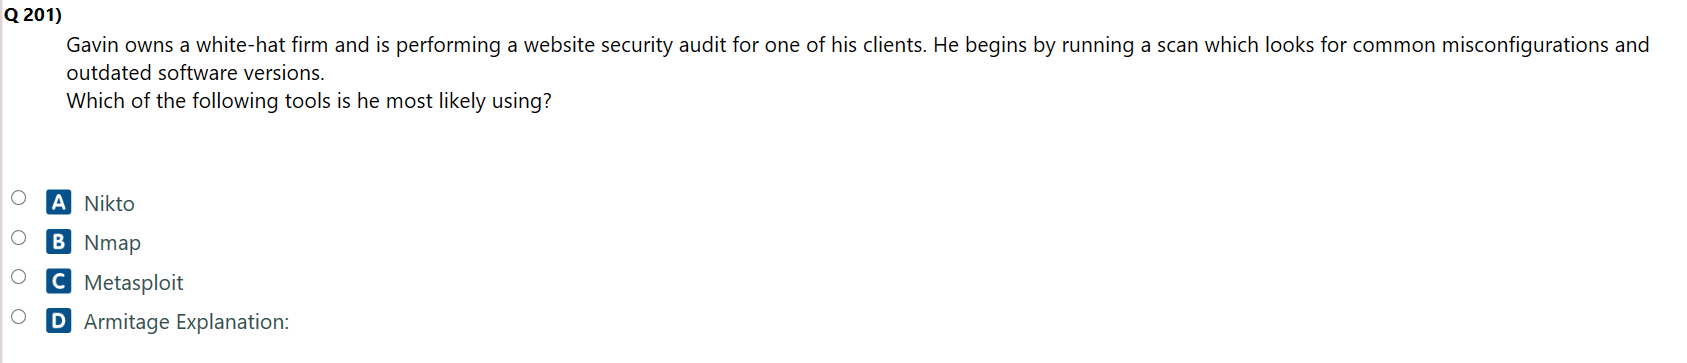 Q 201)
Gavin owns a white-hat firm and is performing a website security audit for one of his clients. He begins by running a scan which looks for common misconfigurations and
outdated software versions.
Which of the following tools is he most likely using?
A Nikto
B Nmap
C Metasploit
D Armitage Explanation: